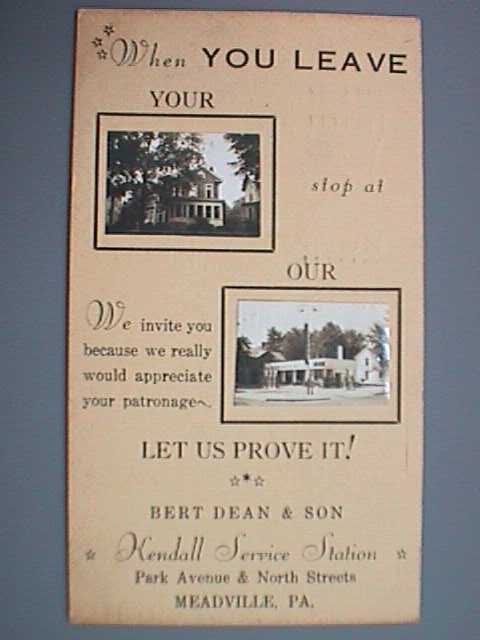 When YOU LEAVE
YOUR
stop at
OUR
We invite you
because we really
would appreciate
your patronage
LET US PROVE IT!
BERT DEAN & SON
Kendall Service Station
Park Avenue & North Streets
MEADVILLE, PA.